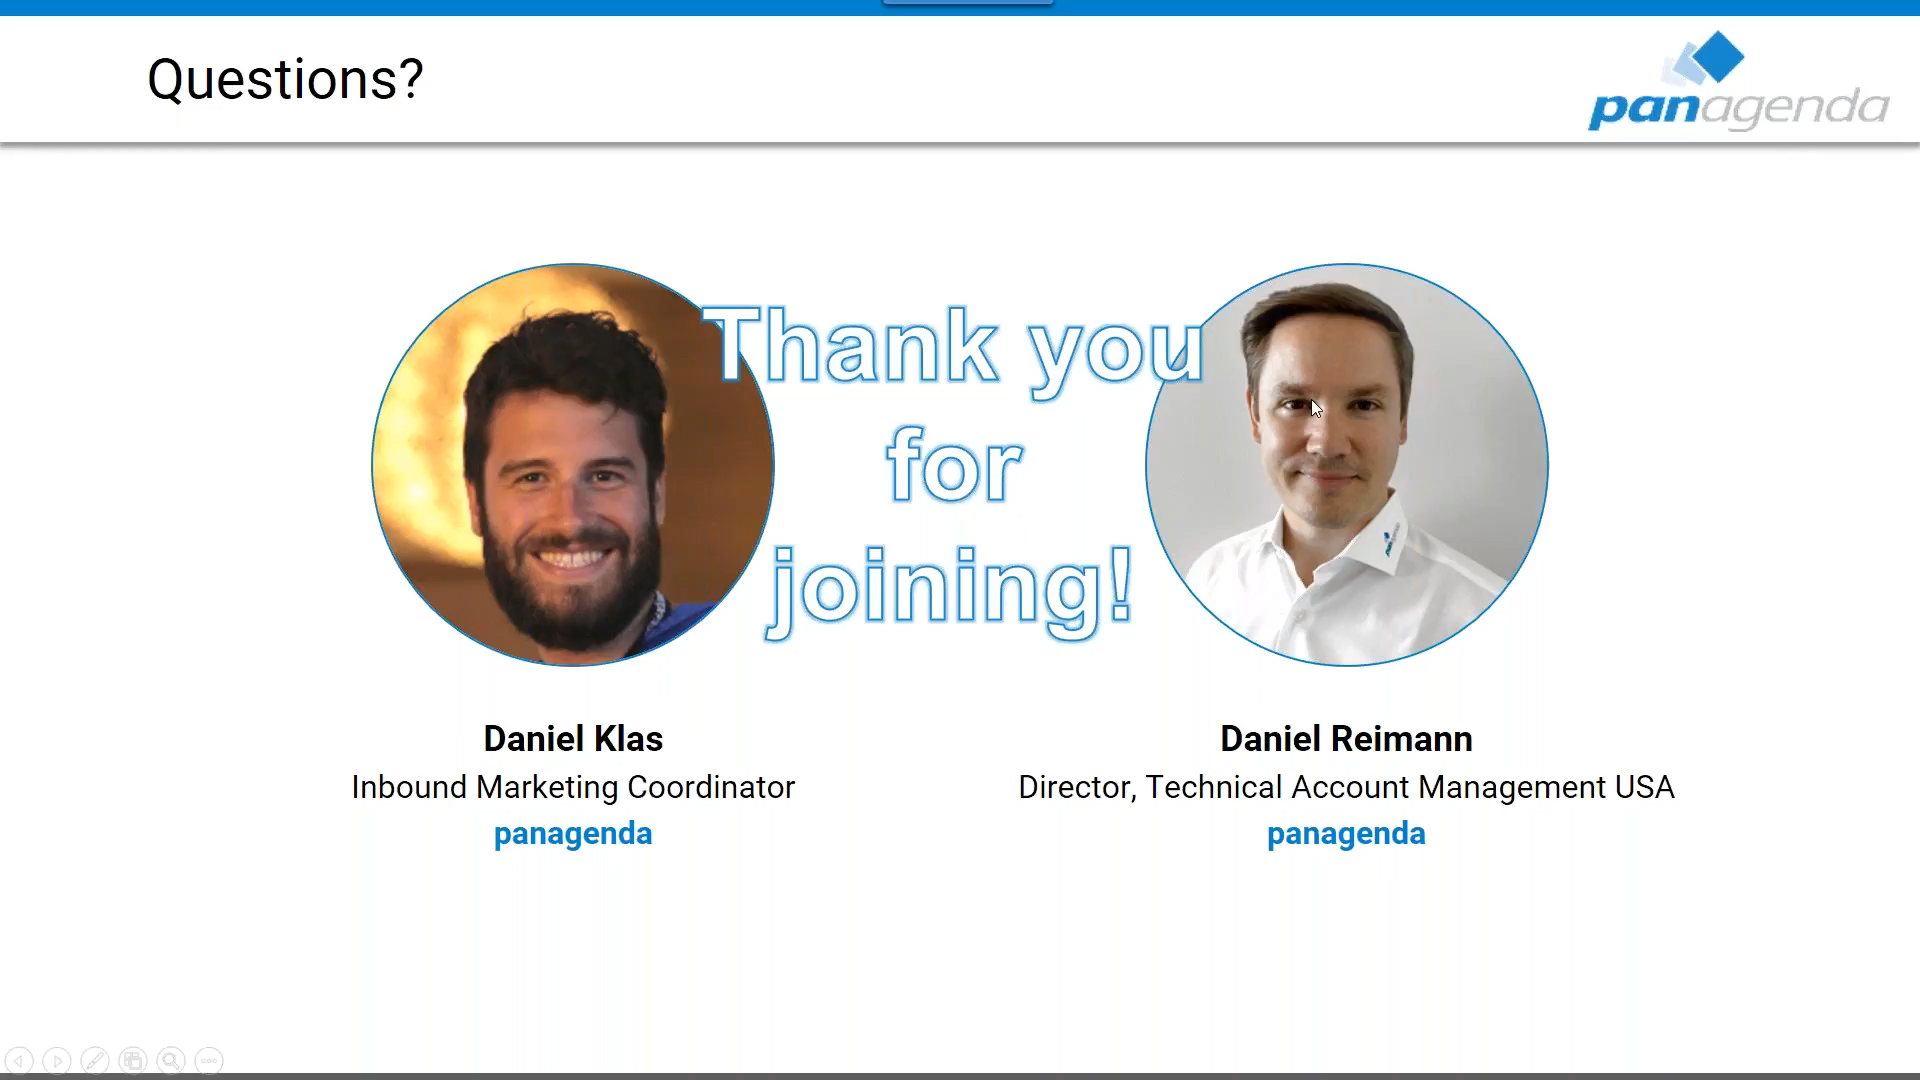 Questions?
panagenda
Thank you
for
joining!
Daniel Klas
Inbound Marketing Coordinator
panagenda
Daniel Reimann
Director, Technical Account Management USA
panagenda